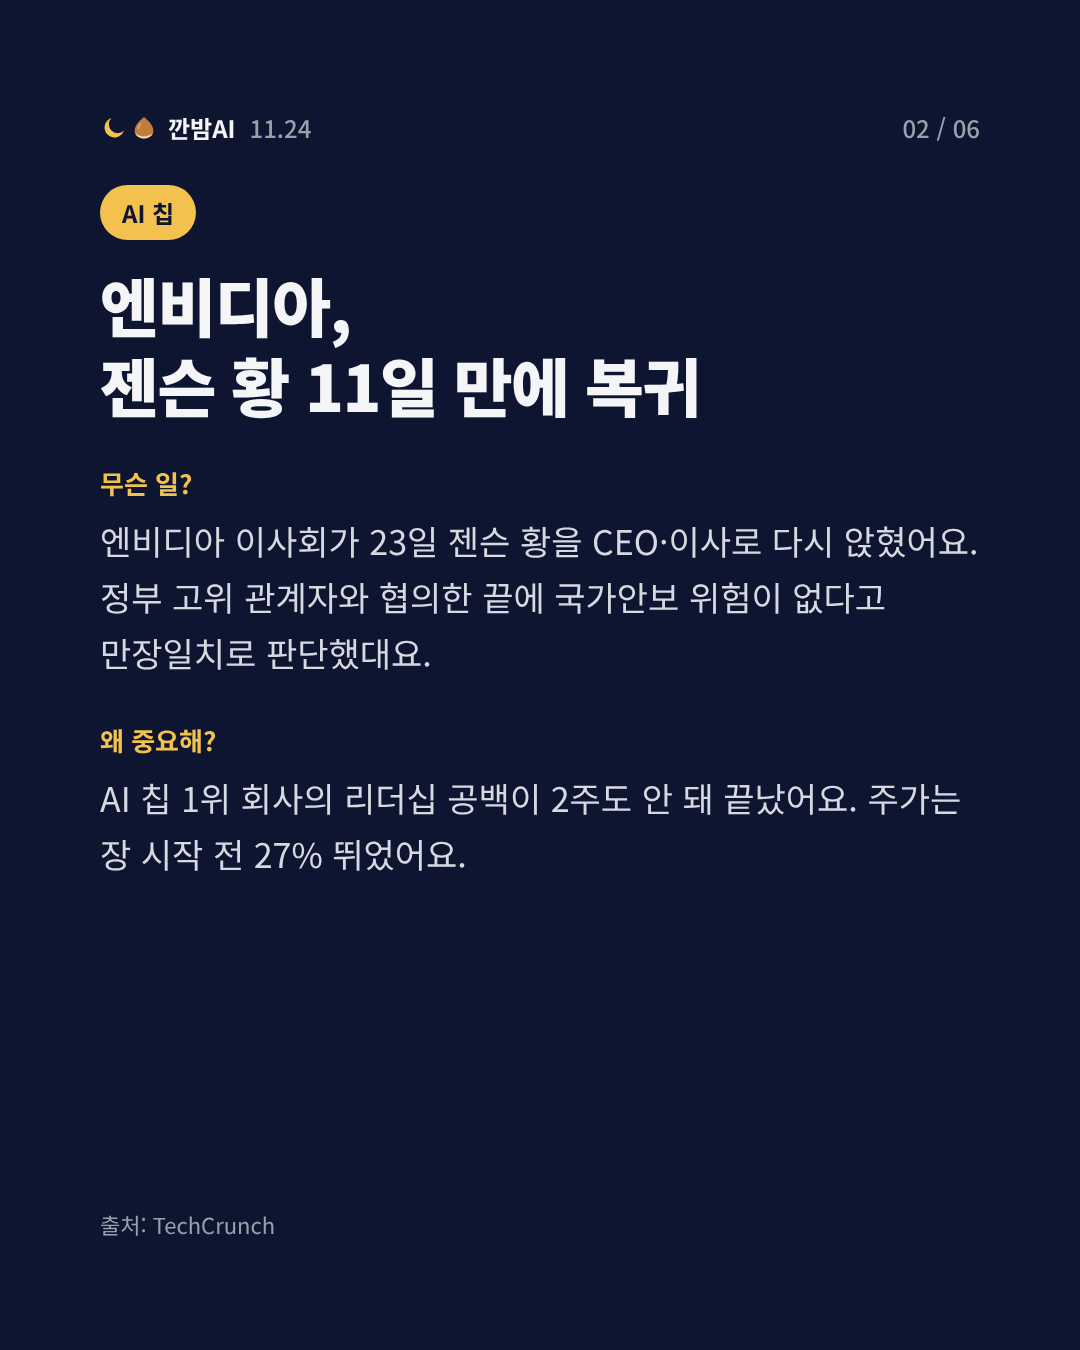 깐밤AI 11.24
02 / 06
AI 칩
엔비디아,
젠슨 황 11일 만에 복귀
무슨 일?
엔비디아 이사회가 23일 젠슨 황을 CEO·이사로 다시 앉혔어요.
정부 고위 관계자와 협의한 끝에 국가안보 위험이 없다고
만장일치로 판단했대요.
왜 중요해?
AI 칩 1위 회사의 리더십 공백이 2주도 안 돼 끝났어요. 주가는
장 시작 전 27% 뛰었어요.
출처: TechCrunch